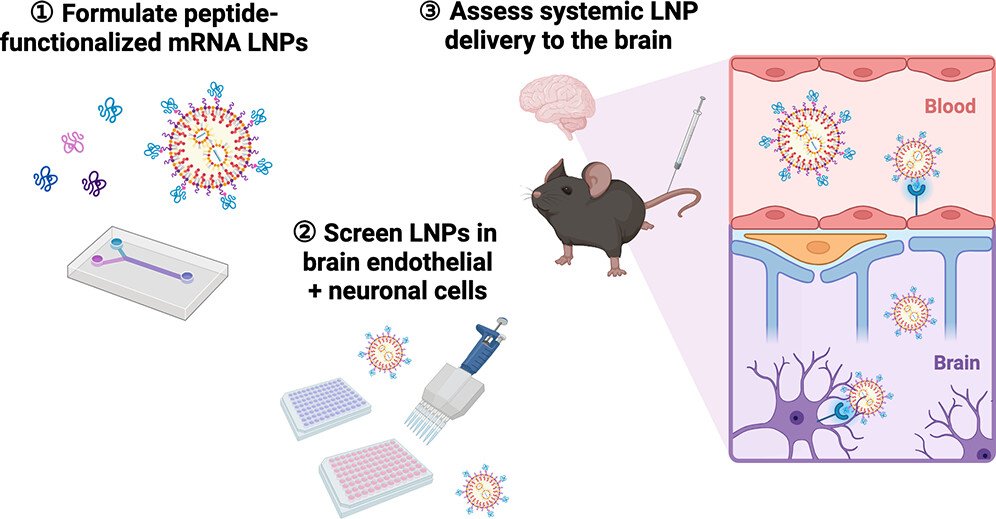 ① Formulate peptide-
functionalized mRNA LNPs
② Screen LNPs in
brain endothelial
+ neuronal cells
③ Assess systemic LNP
delivery to the brain
Blood
Brain